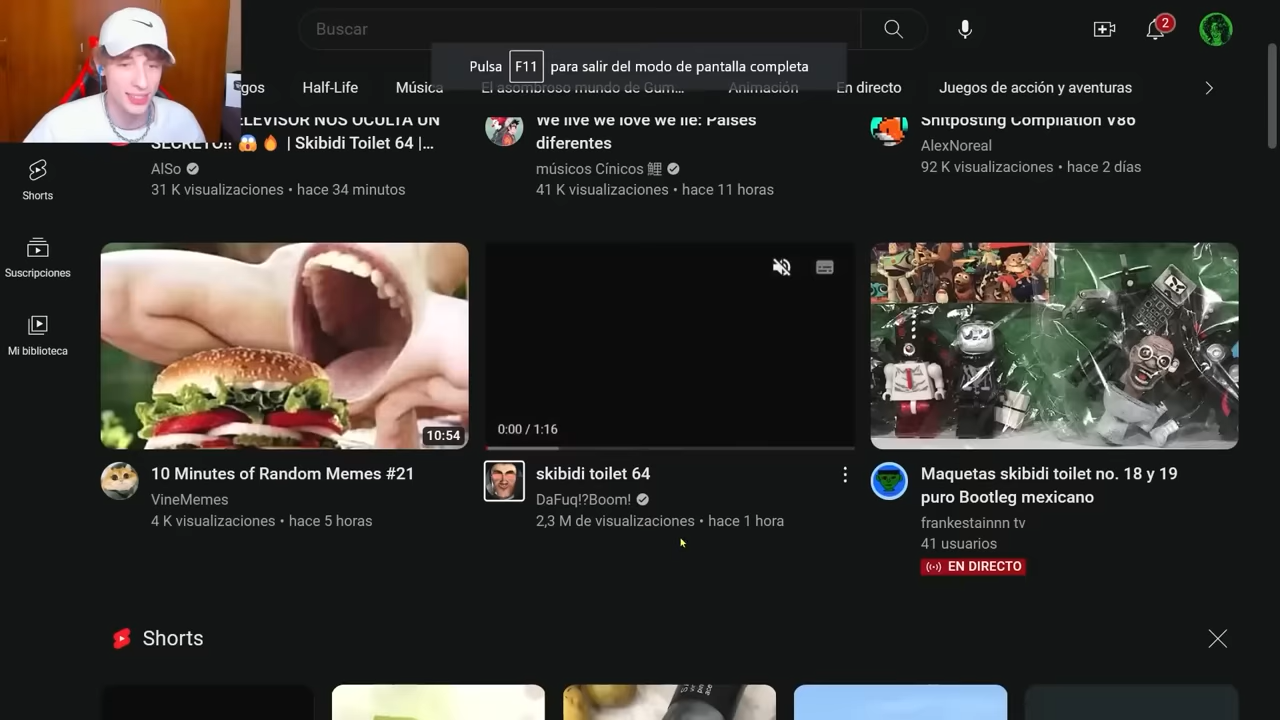 Buscar
2
Pulsa F11 para salir del modo de pantalla completa
gos
Half-Life
Música
El asombroso mundo de Gum...
Animación
En directo
Juegos de acción y aventuras
ELEVISOR NOS OCULTA UN
SECRETO!! 😱🔥 | Skibidi Toilet 64 |...
AlSo
31 K visualizaciones • hace 34 minutos
We live we love we lie: Países
diferentes
músicos Cínicos 鯉
41 K visualizaciones • hace 11 horas
Shitposting Compilation V86
AlexNoreal
92 K visualizaciones • hace 2 días
Shorts
Suscripciones
Mi biblioteca
10:54
10 Minutes of Random Memes #21
VineMemes
4 K visualizaciones • hace 5 horas
0:00 / 1:16
skibidi toilet 64
DaFuq!?Boom!
2,3 M de visualizaciones • hace 1 hora
Maquetas skibidi toilet no. 18 y 19
puro Bootleg mexicano
frankestainnn tv
41 usuarios
EN DIRECTO
Shorts